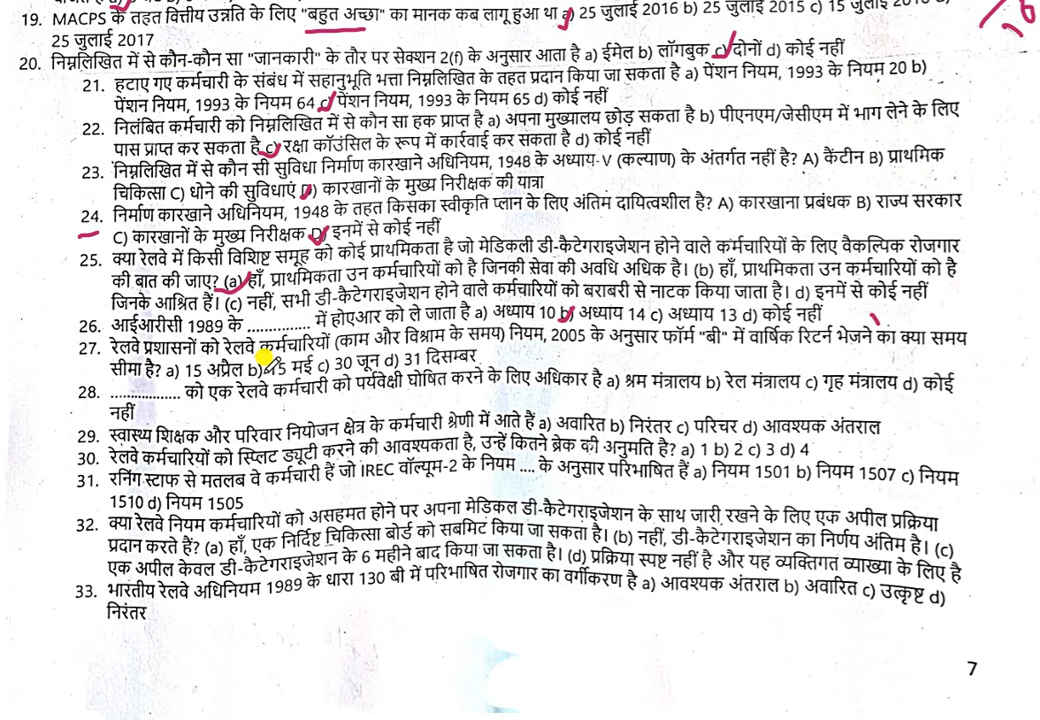 19. MACPS के तहत वित्तीय उन्नति के लिए "बहुत अच्छा" का मानक कब लागू हुआ था a) 25 जुलाई 2016 b) 25 जुलाई 2015 c) 15 जुलाई
25 जुलाई 2017
20. निम्नलिखित में से कौन-कौन सा "जानकारी" के तौर पर सेक्शन 2(f) के अनुसार आता है a) ईमेल b) लॉगबुक c) दोनों d) कोई नहीं
21. हटाए गए कर्मचारी के संबंध में सहानुभूति भत्ता निम्नलिखित के तहत प्रदान किया जा सकता है a) पेंशन नियम, 1993 के नियम 20 b)
पेंशन नियम, 1993 के नियम 64 c) पेंशन नियम, 1993 के नियम 65 d) कोई नहीं
22. निलंबित कर्मचारी को निम्नलिखित में से कौन सा हक प्राप्त है a) अपना मुख्यालय छोड़ सकता है b) पीएनएम/जेसीएम में भाग लेने के लिए
पास प्राप्त कर सकता है c) रक्षा कॉउंसिल के रूप में कार्रवाई कर सकता है d) कोई नहीं
23. निम्नलिखित में से कौन सी सुविधा निर्माण कारखाने अधिनियम, 1948 के अध्याय-V (कल्याण) के अंतर्गत नहीं है? A) कैंटीन B) प्राथमिक
चिकित्सा C) धोने की सुविधाएं D) कारखानों के मुख्य निरीक्षक की यात्रा
24. निर्माण कारखाने अधिनियम, 1948 के तहत किसका स्वीकृति प्लान के लिए अंतिम दायित्वशील है? A) कारखाना प्रबंधक B) राज्य सरकार
C) कारखानों के मुख्य निरीक्षक D) इनमें से कोई नहीं
25. क्या रेलवे में किसी विशिष्ट समूह को कोई प्राथमिकता है जो मेडिकली डी-कैटेगराइजेशन होने वाले कर्मचारियों के लिए वैकल्पिक रोजगार
की बात की जाए? (a) हाँ, प्राथमिकता उन कर्मचारियों को है जिनकी सेवा की अवधि अधिक है। (b) हाँ, प्राथमिकता उन कर्मचारियों को है
जिनके आश्रित हैं। (c) नहीं, सभी डी-कैटेगराइजेशन होने वाले कर्मचारियों को बराबरी से नाटक किया जाता है। d) इनमें से कोई नहीं
26. आईआरसी 1989 के .............. में होएआर को ले जाता है a) अध्याय 10 b) अध्याय 14 c) अध्याय 13 d) कोई नहीं
27. रेलवे प्रशासनों को रेलवे कर्मचारियों (काम और विश्राम के समय) नियम, 2005 के अनुसार फॉर्म "बी" में वार्षिक रिटर्न भेजने का क्या समय
सीमा है? a) 15 अप्रैल b) 15 मई c) 30 जून d) 31 दिसम्बर
28. ................. को एक रेलवे कर्मचारी को पर्यवेक्षी घोषित करने के लिए अधिकार है a) श्रम मंत्रालय b) रेल मंत्रालय c) गृह मंत्रालय d) कोई
नहीं
29. स्वास्थ्य शिक्षक और परिवार नियोजन क्षेत्र के कर्मचारी श्रेणी में आते हैं a) अवारित b) निरंतर c) परिचर d) आवश्यक अंतराल
30. रेलवे कर्मचारियों को स्प्लिट ड्यूटी करने की आवश्यकता है, उन्हें कितने ब्रेक की अनुमति है? a) 1 b) 2 c) 3 d) 4
31. रनिंग स्टाफ से मतलब वे कर्मचारी हैं जो IREC वॉल्यूम-2 के नियम .... के अनुसार परिभाषित हैं a) नियम 1501 b) नियम 1507 c) नियम
1510 d) नियम 1505
32. क्या रेलवे नियम कर्मचारियों को असहमत होने पर अपना मेडिकल डी-कैटेगराइजेशन के साथ जारी रखने के लिए एक अपील प्रक्रिया
प्रदान करते हैं? (a) हाँ, एक निर्दिष्ट चिकित्सा बोर्ड को सबमिट किया जा सकता है। (b) नहीं, डी-कैटेगराइजेशन का निर्णय अंतिम है। (c)
एक अपील केवल डी-कैटेगराइजेशन के 6 महीने बाद किया जा सकता है। (d) प्रक्रिया स्पष्ट नहीं है और यह व्यक्तिगत व्याख्या के लिए है
33. भारतीय रेलवे अधिनियम 1989 के धारा 130 बी में परिभाषित रोजगार का वर्गीकरण है a) आवश्यक अंतराल b) अवारित c) उत्कृष्ट d)
निरंतर
7